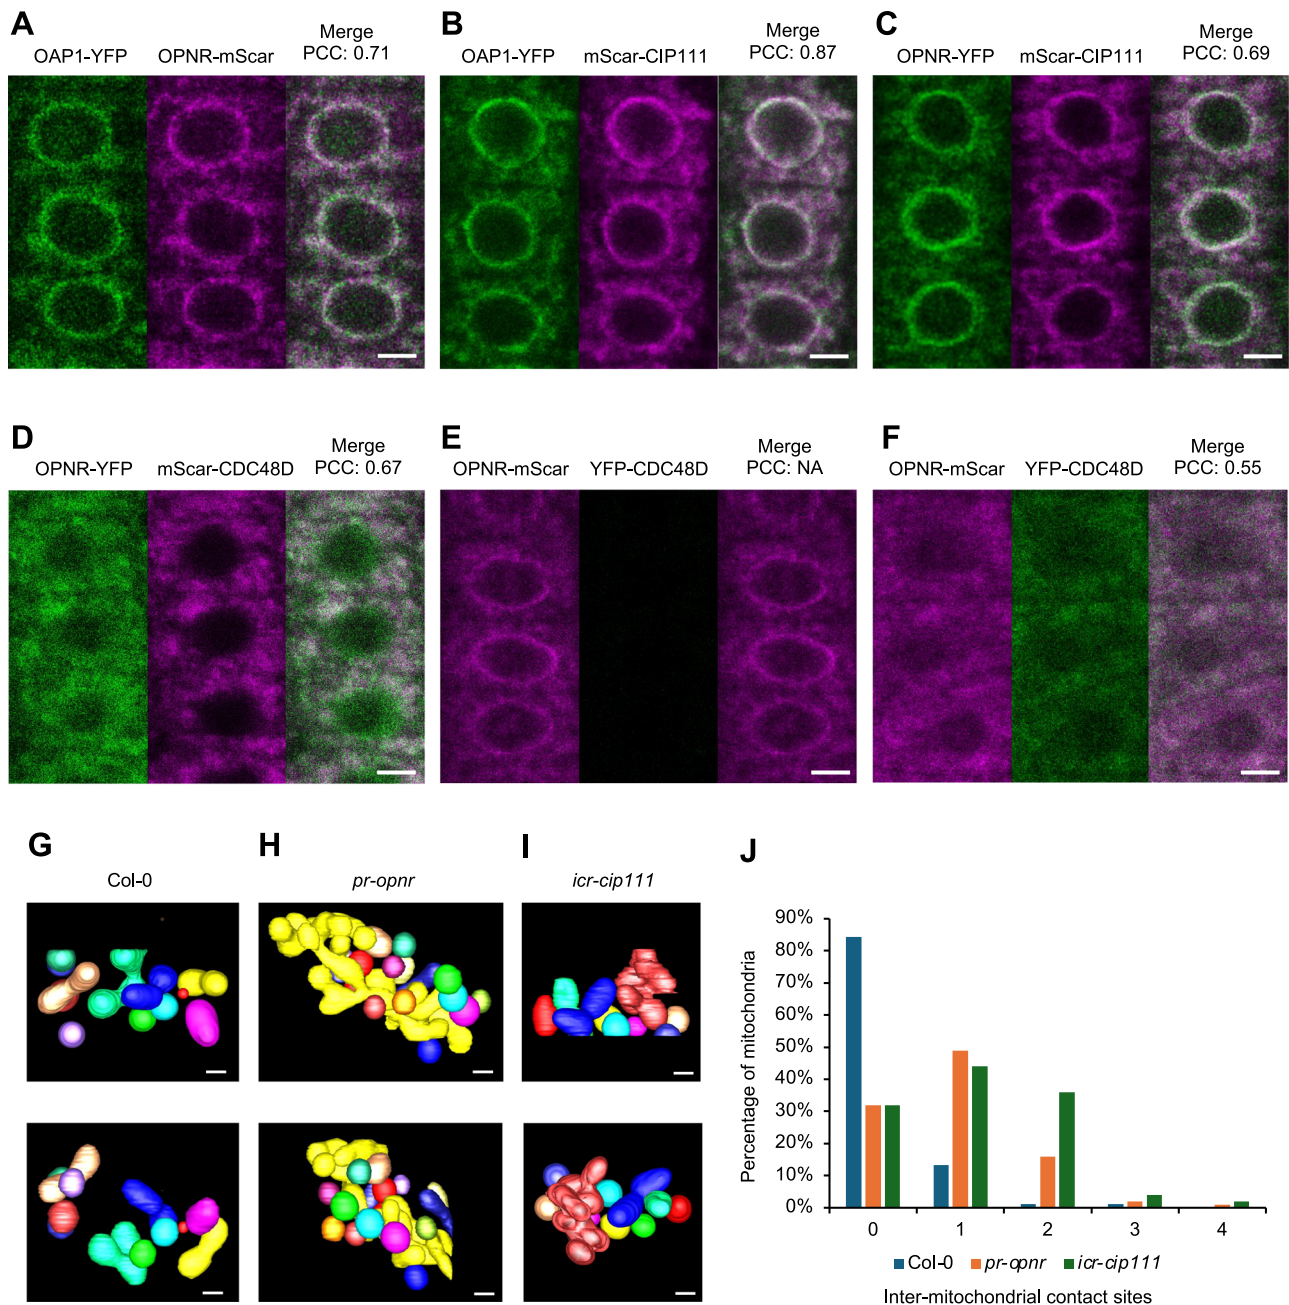 A
OAP1-YFP OPNR-mScar Merge
PCC: 0.71
B
OAP1-YFP mScar-CIP111 Merge
PCC: 0.87
C
OPNR-YFP mScar-CIP111 Merge
PCC: 0.69
D
OPNR-YFP mScar-CDC48D Merge
PCC: 0.67
E
OPNR-mScar YFP-CDC48D Merge
PCC: NA
F
OPNR-mScar YFP-CDC48D Merge
PCC: 0.55
G
Col-0
H
pr-opnr
I
icr-cip111
J
Percentage of mitochondria
90%
80%
70%
60%
50%
40%
30%
20%
10%
0%
0 1 2 3 4
Col-0 pr-opnr icr-cip111
Inter-mitochondrial contact sites